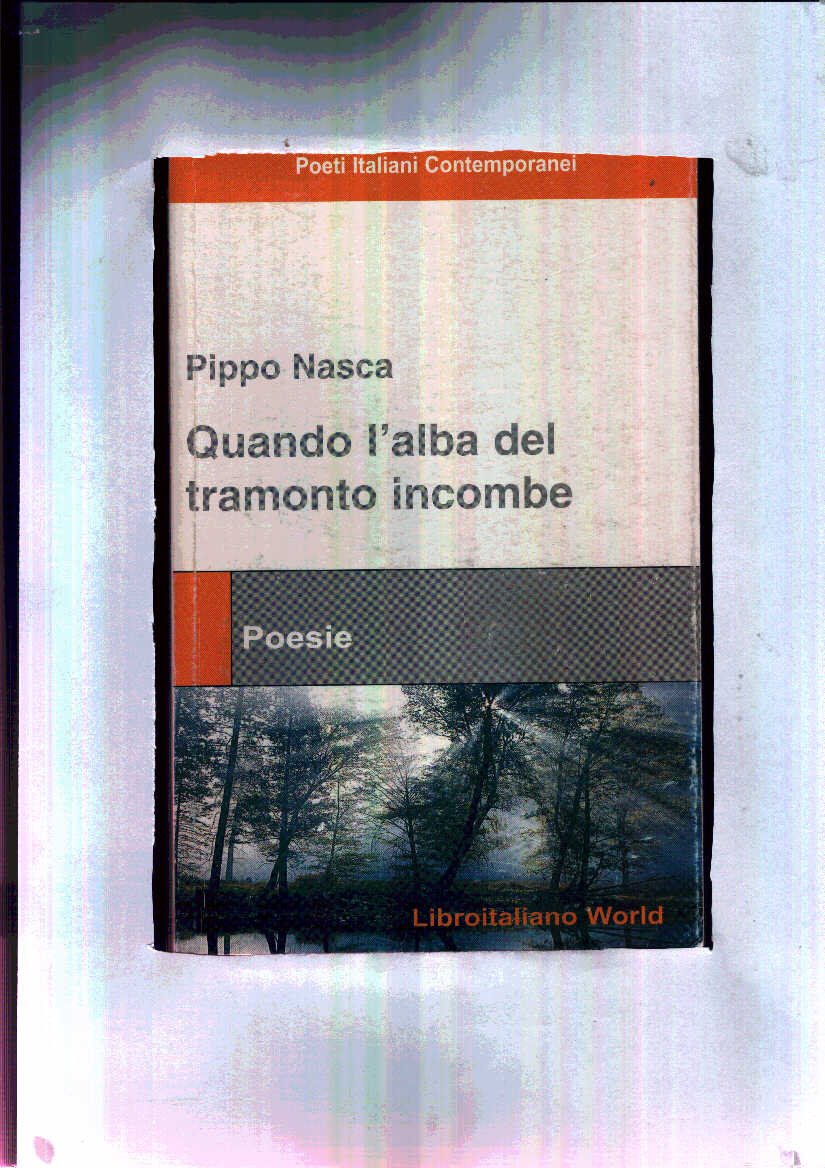 Poeti Italiani Contemporanei
Pippo Nasca
Quando l'alba del
tramonto incombe
Poesie
Libroitaliano World